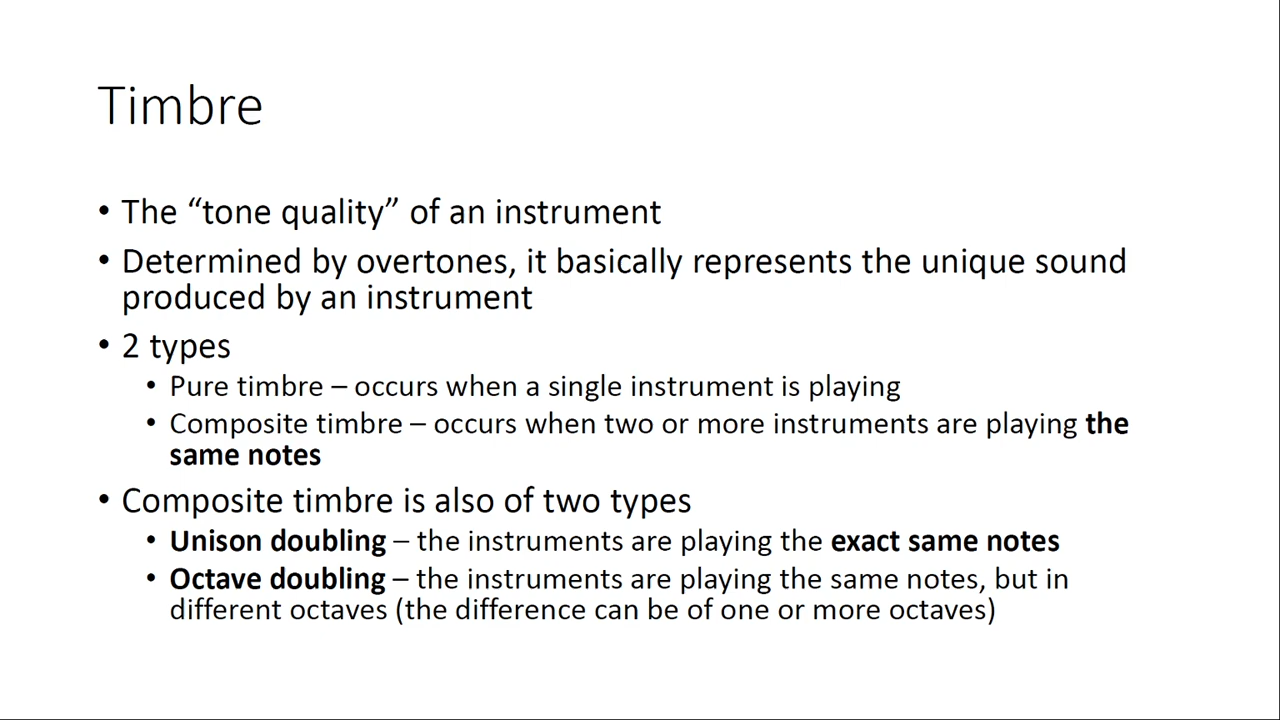 Timbre
• The “tone quality” of an instrument
• Determined by overtones, it basically represents the unique sound
produced by an instrument
• 2 types
• Pure timbre – occurs when a single instrument is playing
• Composite timbre – occurs when two or more instruments are playing the
same notes
• Composite timbre is also of two types
• Unison doubling – the instruments are playing the exact same notes
• Octave doubling – the instruments are playing the same notes, but in
different octaves (the difference can be of one or more octaves)